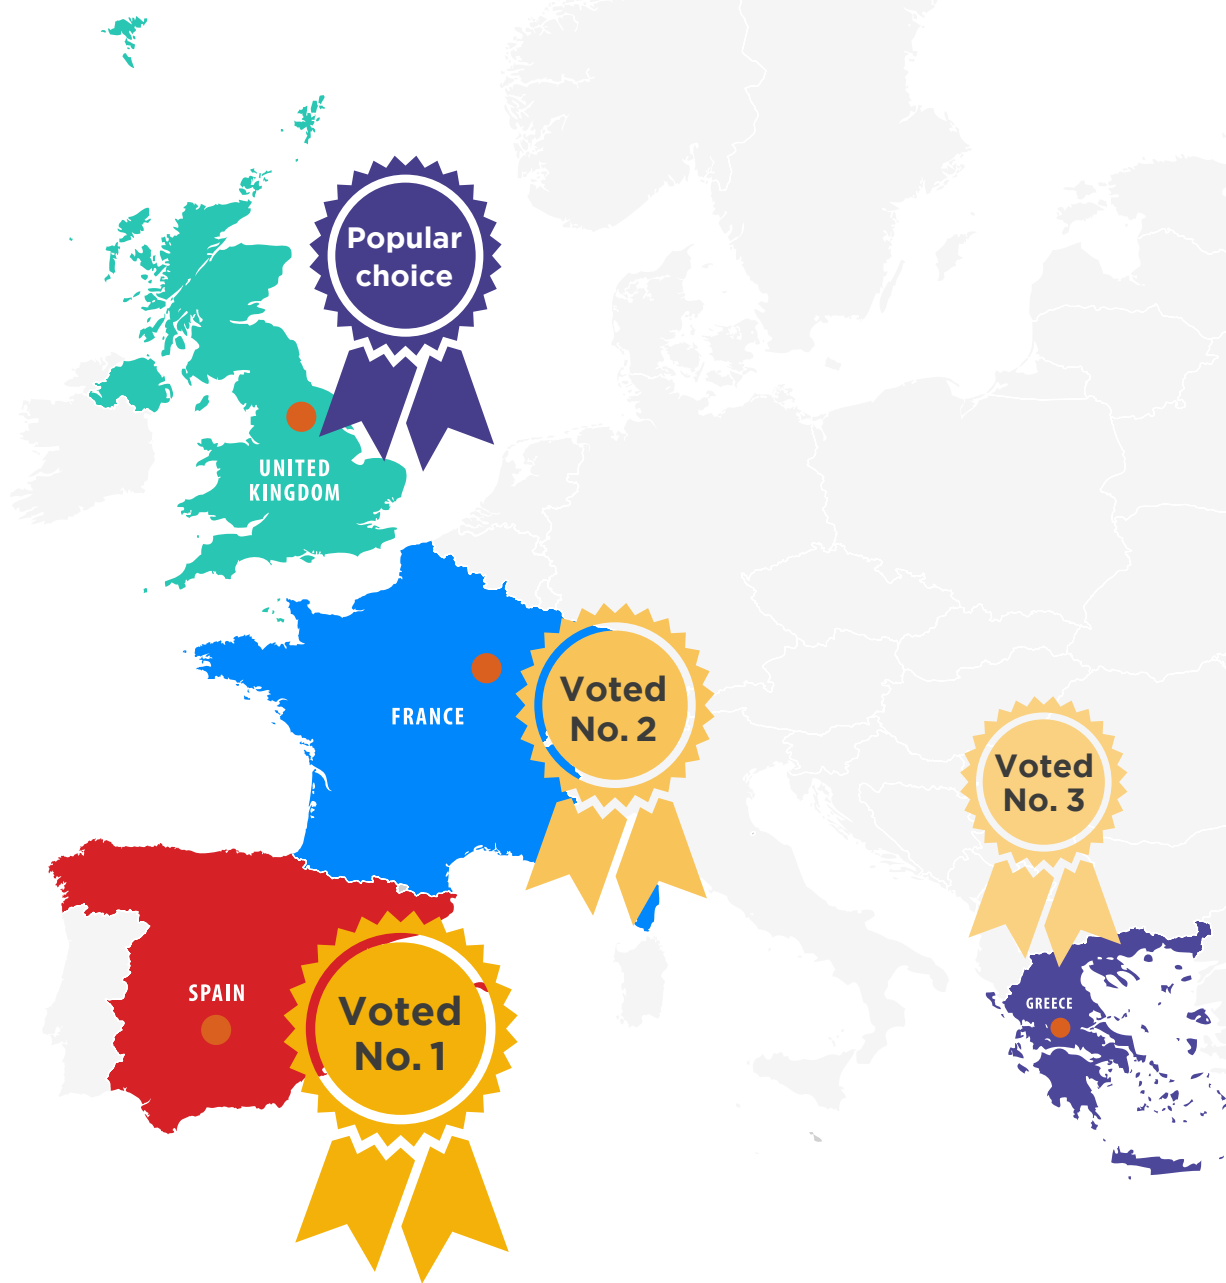 Popular
choice
UNITED
KINGDOM
Voted
No. 2
FRANCE
Voted
No. 3
SPAIN
Voted
No. 1
GREECE